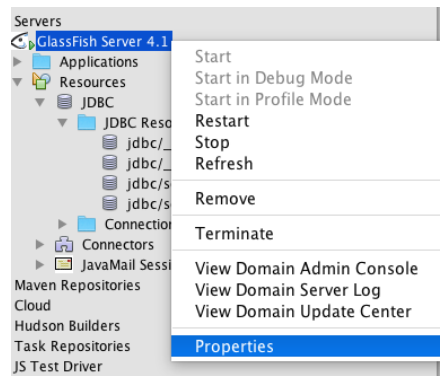 Servers
GlassFish Server 4.1
Applications
Resources
JDBC
JDBC Reso
jdbc/_
jdbc/_
jdbc/s
jdbc/s
Connection
Connectors
JavaMail Sessi
Maven Repositories
Cloud
Hudson Builders
Task Repositories
JS Test Driver
Start
Start in Debug Mode
Start in Profile Mode
Restart
Stop
Refresh
Remove
Terminate
View Domain Admin Console
View Domain Server Log
View Domain Update Center
Properties